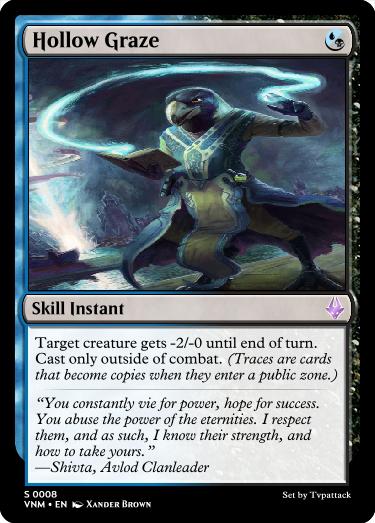 Hollow Graze
Skill Instant
Target creature gets -2/-0 until end of turn.
Cast only outside of combat. (Traces are cards
that become copies when they enter a public zone.)
“You constantly vie for power, hope for success.
You abuse the power of the eternities. I respect
them, and as such, I know their strength, and
how to take yours.”
—Shivta, Avlod Clanleader
S 0008
VNM • EN Xander Brown
Set by Tvpattack